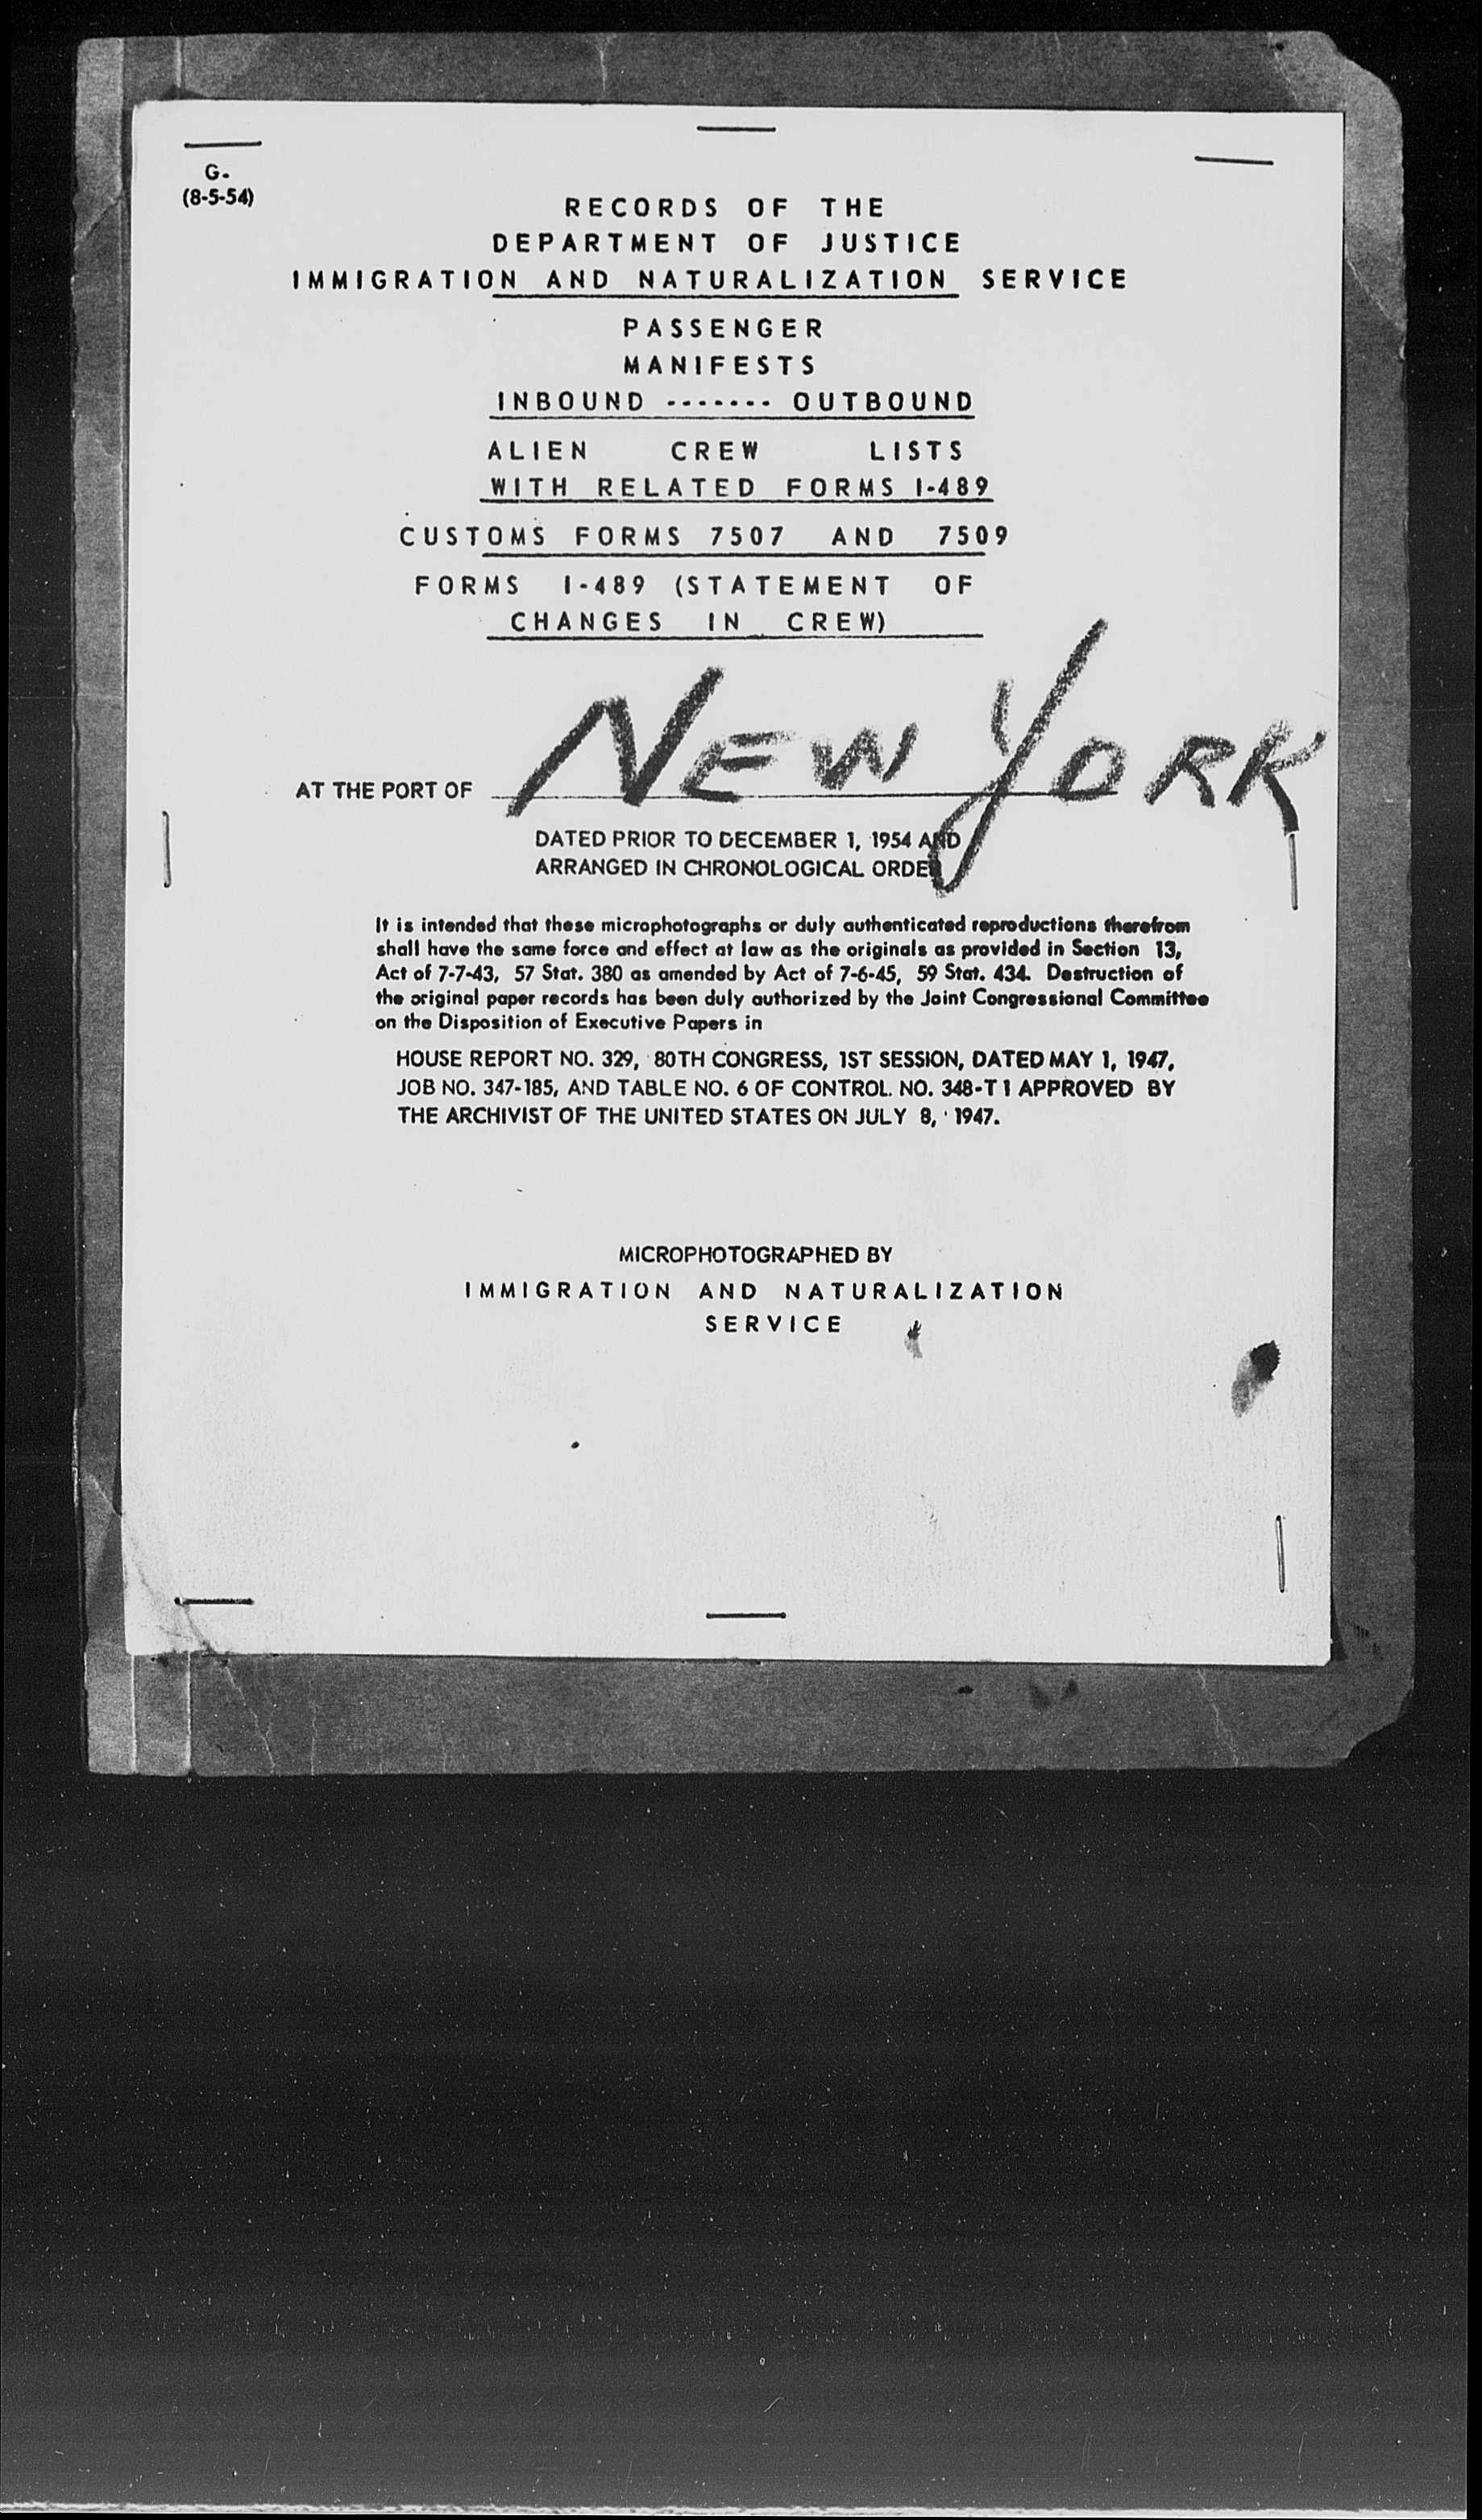 G-
(8-5-54)
RECORDS OF THE
DEPARTMENT OF JUSTICE
IMMIGRATION AND NATURALIZATION SERVICE
PASSENGER
MANIFESTS
INBOUND ------- OUTBOUND
ALIEN CREW LISTS
WITH RELATED FORMS I-489
CUSTOMS FORMS 7507 AND 7509
FORMS I-489 (STATEMENT OF
CHANGES IN CREW)
AT THE PORT OF NEW YORK
DATED PRIOR TO DECEMBER 1, 1954 AND
ARRANGED IN CHRONOLOGICAL ORDER
It is intended that these microphotographs or duly authenticated reproductions therefrom
shall have the same force and effect at law as the originals as provided in Section 13,
Act of 7-7-43, 57 Stat. 380 as amended by Act of 7-6-45, 59 Stat. 434. Destruction of
the original paper records has been duly authorized by the Joint Congressional Committee
on the Disposition of Executive Papers in
HOUSE REPORT NO. 329, 80TH CONGRESS, 1ST SESSION, DATED MAY 1, 1947,
JOB NO. 347-185, AND TABLE NO. 6 OF CONTROL NO. 348-T1 APPROVED BY
THE ARCHIVIST OF THE UNITED STATES ON JULY 8, 1947.
MICROPHOTOGRAPHED BY
IMMIGRATION AND NATURALIZATION
SERVICE